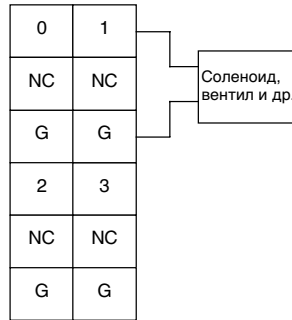 0 1
NC NC
G G
2 3
NC NC
G G
Соленоид,
вентил и др.